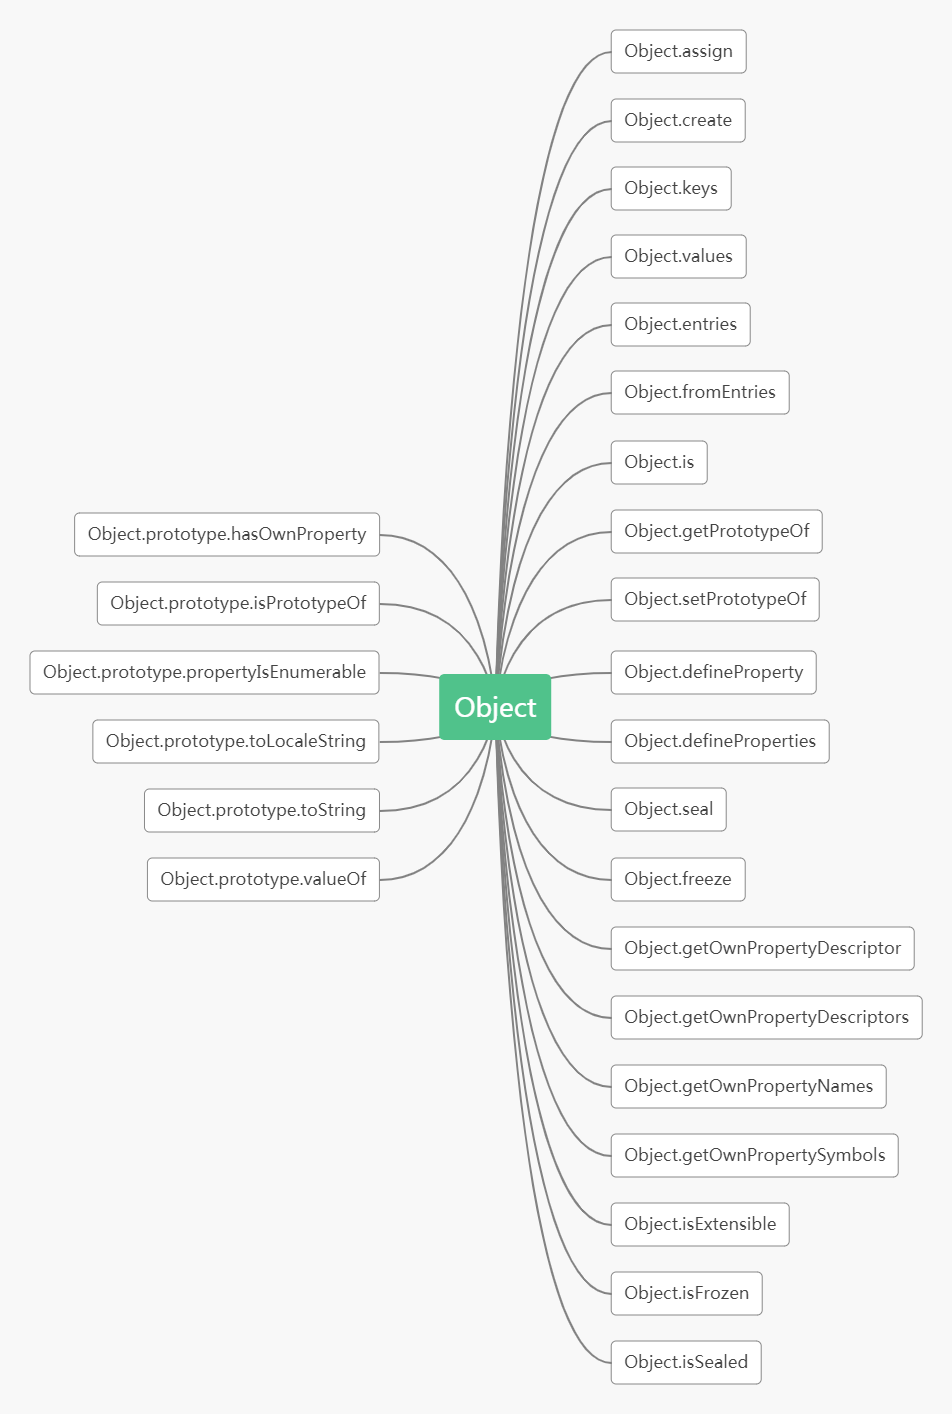 Object
Object.assign
Object.create
Object.keys
Object.values
Object.entries
Object.fromEntries
Object.is
Object.getPrototypeOf
Object.setPrototypeOf
Object.defineProperty
Object.defineProperties
Object.seal
Object.freeze
Object.getOwnPropertyDescriptor
Object.getOwnPropertyDescriptors
Object.getOwnPropertyNames
Object.getOwnPropertySymbols
Object.isExtensible
Object.isFrozen
Object.isSealed
Object.prototype.hasOwnProperty
Object.prototype.isPrototypeOf
Object.prototype.propertyIsEnumerable
Object.prototype.toLocaleString
Object.prototype.toString
Object.prototype.valueOf